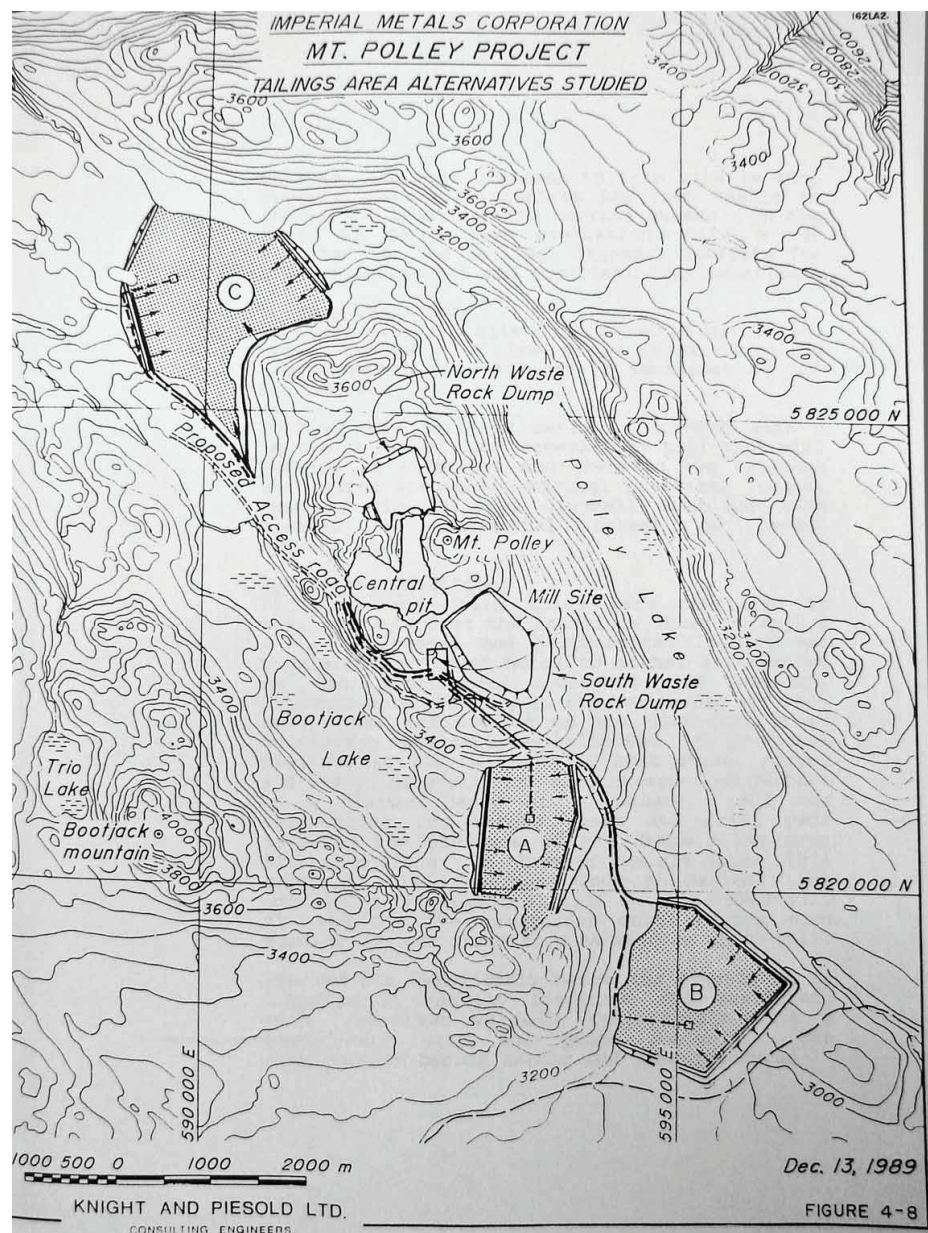 IMPERIAL METALS CORPORATION
MT. POLLEY PROJECT
TAILINGS AREA ALTERNATIVES STUDIED
1621A2
2600
2800
3000
3200
3400
3600
3600
3400
3600
3400
3200
C
3400
3600
North Waste
Rock Dump
5 825 000 N
Proposed Access road
Polley Lake
Mt. Polley
Central
pit
Mill Site
3200
3400
South Waste
Rock Dump
3400
Bootjack
Lake
3400
Trio
Lake
Bootjack
mountain
3400
3800
A
5 820 000 N
3600
3400
B
3200
3000
590 000 E
595 000 E
1000 500 0 1000 2000 m
Dec. 13, 1989
KNIGHT AND PIESOLD LTD.
CONSULTING ENGINEERS
FIGURE 4-8